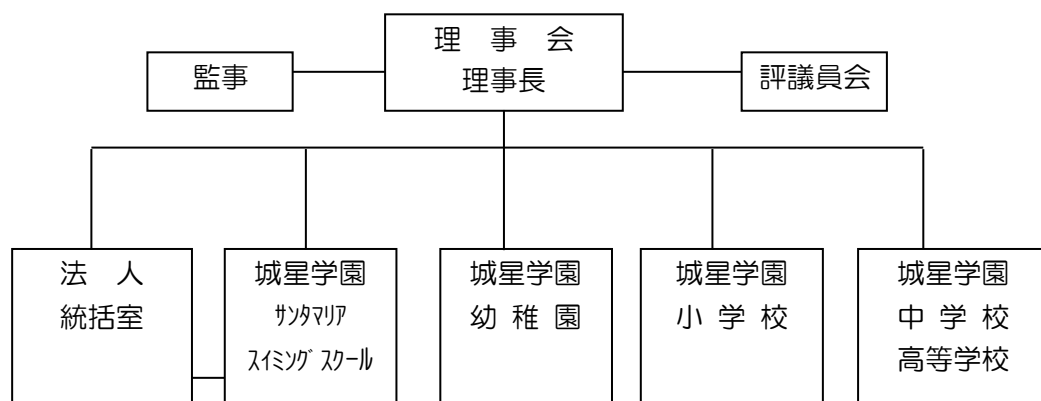 理　事　会
理事長
監事
評議員会
法　人
統括室
城星学園
ｻﾝﾀﾏﾘｱ
ｽｲﾐﾝｸﾞｽｸｰﾙ
城星学園
幼 稚 園
城星学園
小 学 校
城星学園
中 学 校
高等学校